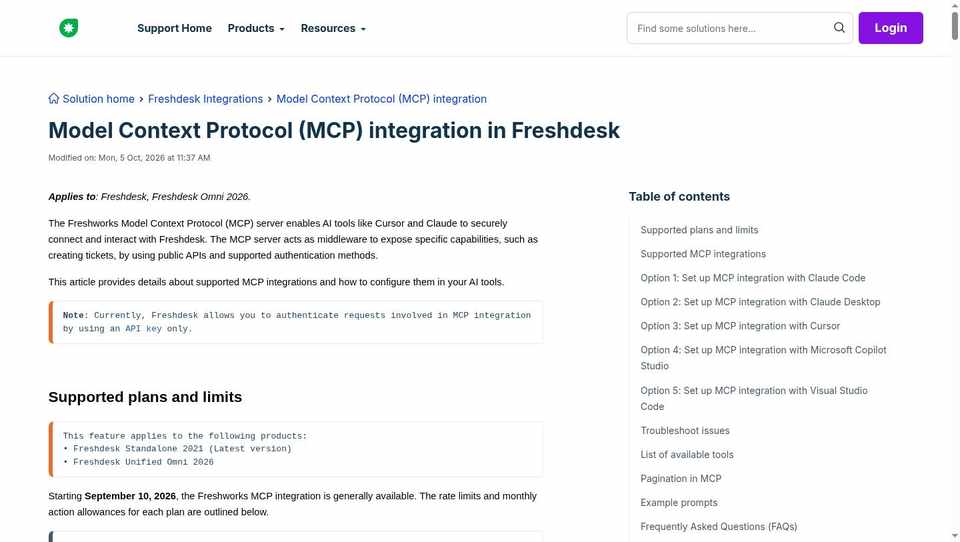 Support Home
Products
Resources
Find some solutions here...
Login
Solution home › Freshdesk Integrations › Model Context Protocol (MCP) integration
Model Context Protocol (MCP) integration in Freshdesk
Modified on: Mon, 5 Oct, 2026 at 11:37 AM
Applies to: Freshdesk, Freshdesk Omni 2026.
The Freshworks Model Context Protocol (MCP) server enables AI tools like Cursor and Claude to securely
connect and interact with Freshdesk. The MCP server acts as middleware to expose specific capabilities, such as
creating tickets, by using public APIs and supported authentication methods.
This article provides details about supported MCP integrations and how to configure them in your AI tools.
Note: Currently, Freshdesk allows you to authenticate requests involved in MCP integration
by using an API key only.
Supported plans and limits
This feature applies to the following products:
• Freshdesk Standalone 2021 (Latest version)
• Freshdesk Unified Omni 2026
Starting September 10, 2026, the Freshworks MCP integration is generally available. The rate limits and monthly
action allowances for each plan are outlined below.
Table of contents
Supported plans and limits
Supported MCP integrations
Option 1: Set up MCP integration with Claude Code
Option 2: Set up MCP integration with Claude Desktop
Option 3: Set up MCP integration with Cursor
Option 4: Set up MCP integration with Microsoft Copilot
Studio
Option 5: Set up MCP integration with Visual Studio
Code
Troubleshoot issues
List of available tools
Pagination in MCP
Example prompts
Frequently Asked Questions (FAQs)